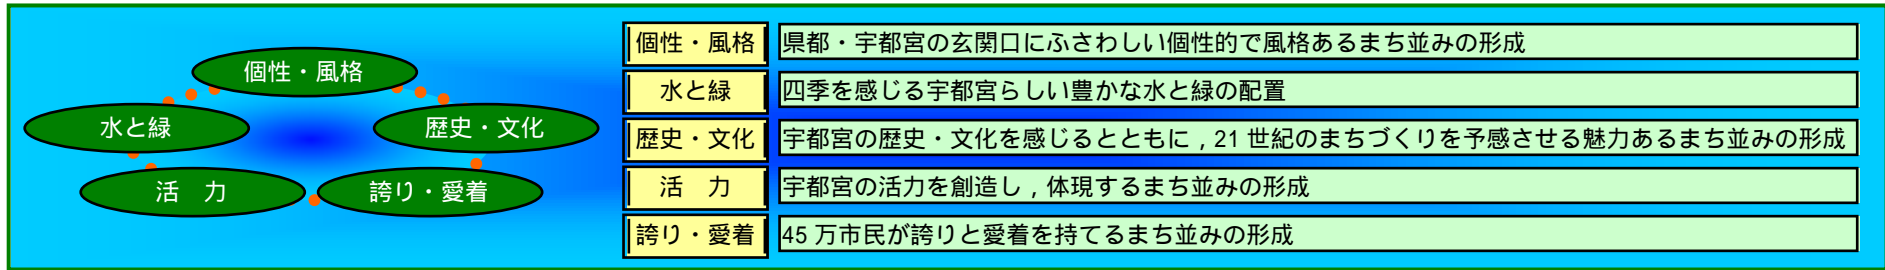 個性・風格
水と緑
歴史・文化
活　力
誇り・愛着
個性・風格 県都・宇都宮の玄関口にふさわしい個性的で風格あるまち並みの形成
水と緑 四季を感じる宇都宮らしい豊かな水と緑の配置
歴史・文化 宇都宮の歴史・文化を感じるとともに，21 世紀のまちづくりを予感させる魅力あるまち並みの形成
活　力 宇都宮の活力を創造し，体現するまち並みの形成
誇り・愛着 45 万市民が誇りと愛着を持てるまち並みの形成